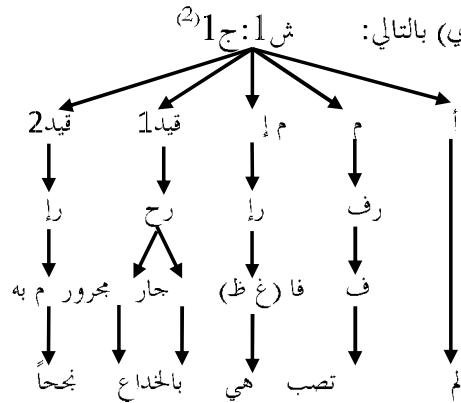 ي) بالتالي: ش1:ج1(2)
أ م م إ قيد1 قيد2
رف رإ رح رإ
ف فا (غ ظ) جار مجرور م به
لم تصب هي بالخداع نجحاً